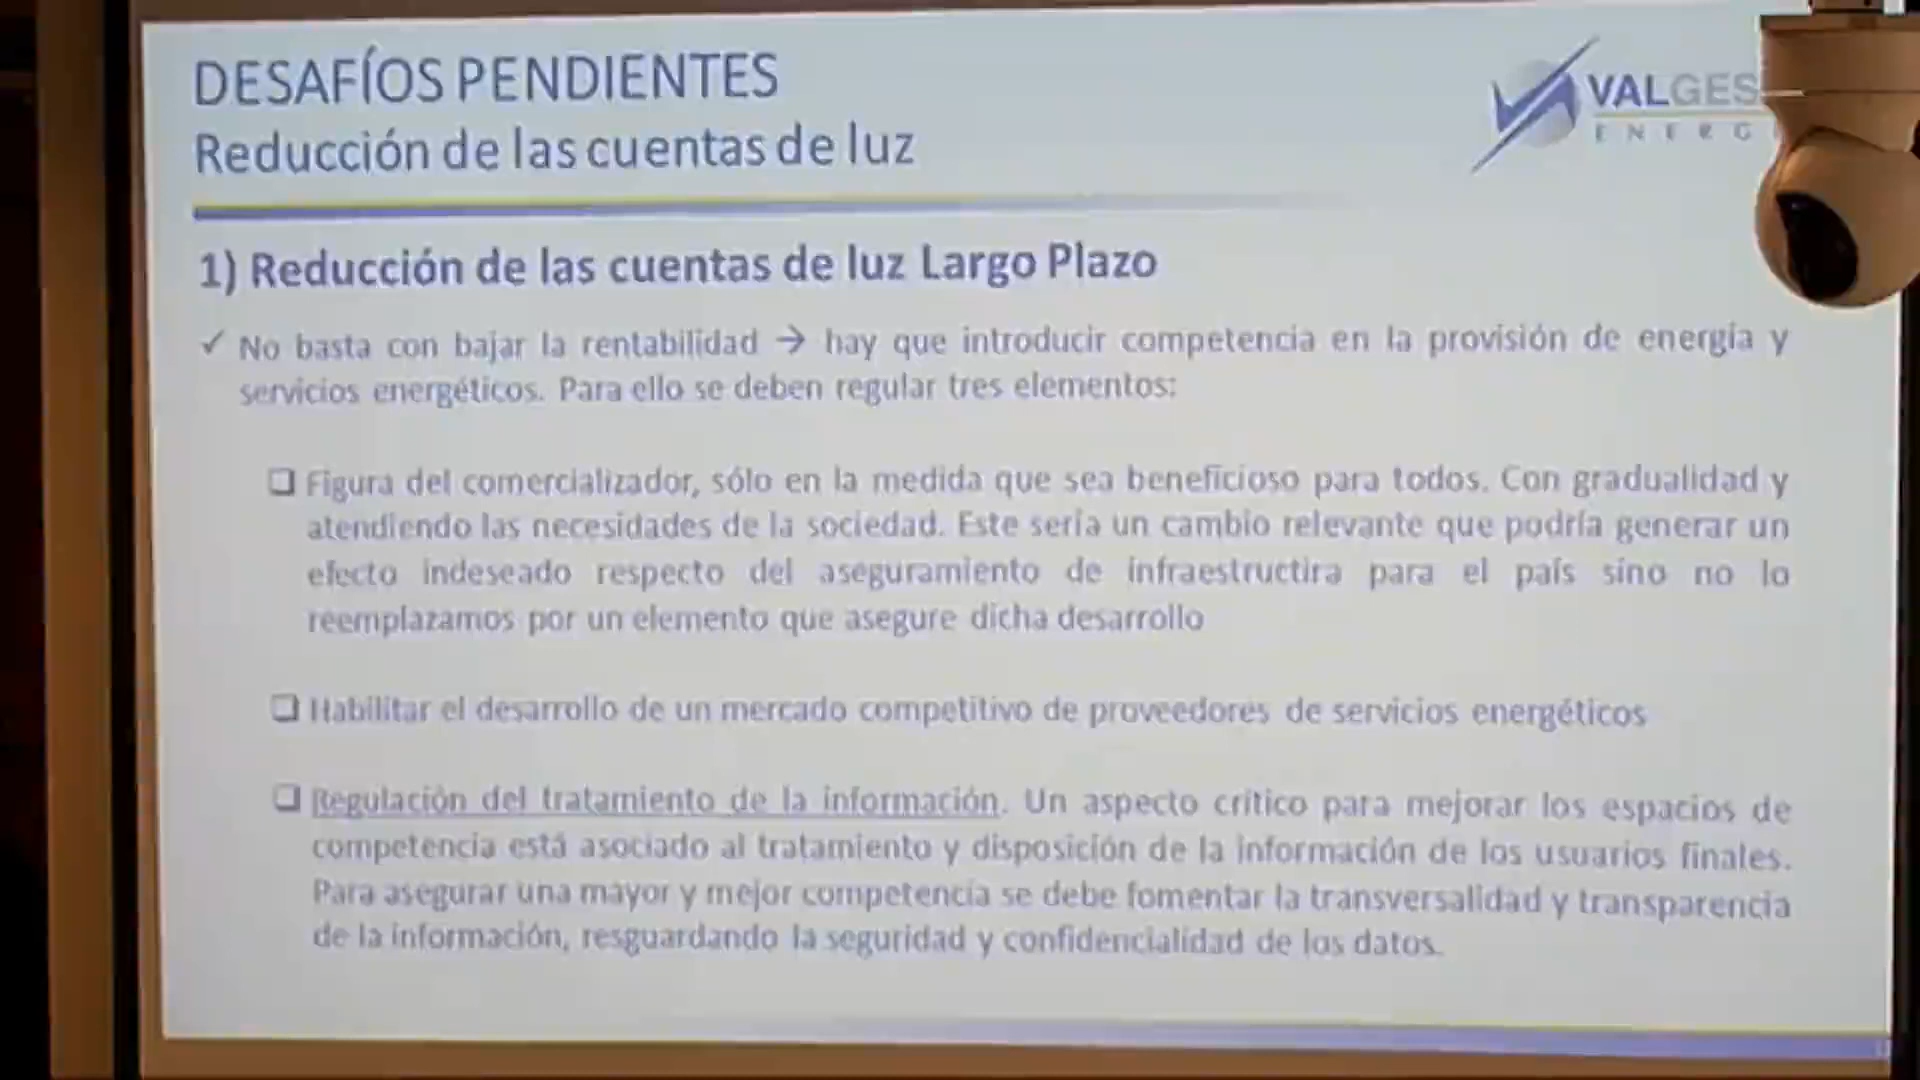 DESAFÍOS PENDIENTES
Reducción de las cuentas de luz
VALGES
ENERG
1) Reducción de las cuentas de luz Largo Plazo
✓ No basta con bajar la rentabilidad → hay que introducir competencia en la provisión de energía y
servicios energéticos. Para ello se deben regular tres elementos:
❑ Figura del comercializador, sólo en la medida que sea beneficioso para todos. Con gradualidad y
atendiendo las necesidades de la sociedad. Este sería un cambio relevante que podría generar un
efecto indeseado respecto del aseguramiento de infraestructira para el país sino no lo
reemplazamos por un elemento que asegure dicha desarrollo
❑ Habilitar el desarrollo de un mercado competitivo de proveedores de servicios energéticos
❑ Regulación del tratamiento de la información. Un aspecto crítico para mejorar los espacios de
competencia está asociado al tratamiento y disposición de la información de los usuarios finales.
Para asegurar una mayor y mejor competencia se debe fomentar la transversalidad y transparencia
de la información, resguardando la seguridad y confidencialidad de los datos.